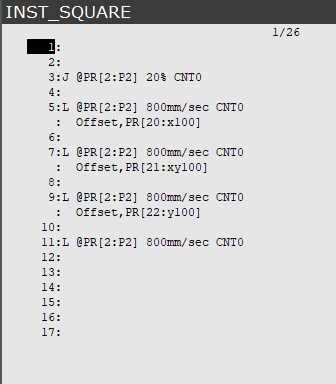 INST_SQUARE
1/26
1:
2:
3:J @PR[2:P2] 20% CNT0
4:
5:L @PR[2:P2] 800mm/sec CNT0
: Offset,PR[20:x100]
6:
7:L @PR[2:P2] 800mm/sec CNT0
: Offset,PR[21:xy100]
8:
9:L @PR[2:P2] 800mm/sec CNT0
: Offset,PR[22:y100]
10:
11:L @PR[2:P2] 800mm/sec CNT0
12:
13:
14:
15:
16:
17: